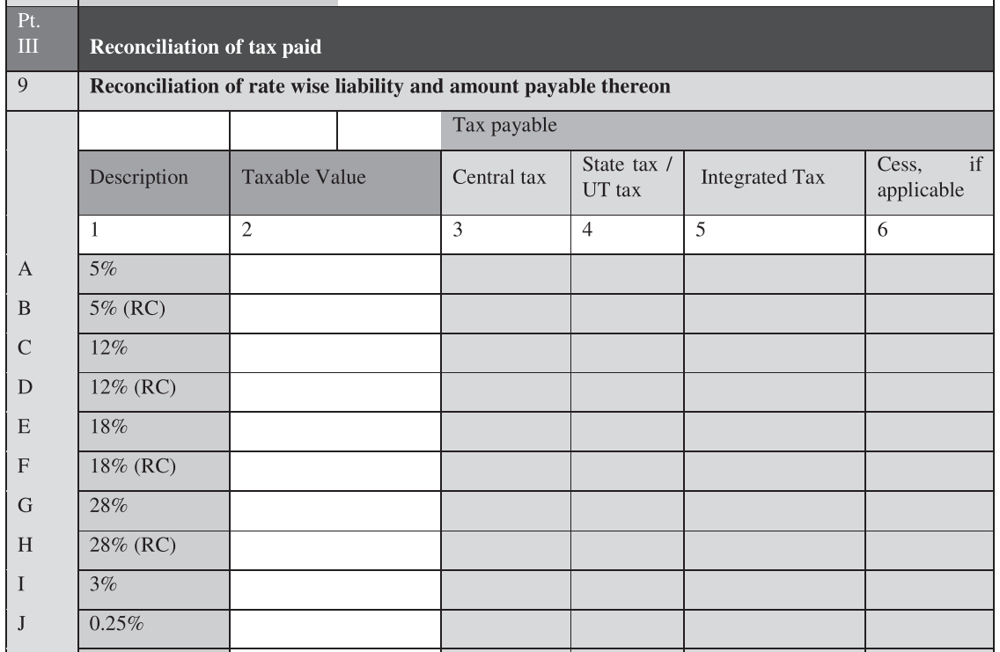 Pt.
III
Reconciliation of tax paid
9
Reconciliation of rate wise liability and amount payable thereon
Tax payable
Description
Taxable Value
Central tax
State tax /
UT tax
Integrated Tax
Cess, if
applicable
1 2 3 4 5 6
A 5%
B 5% (RC)
C 12%
D 12% (RC)
E 18%
F 18% (RC)
G 28%
H 28% (RC)
I 3%
J 0.25%